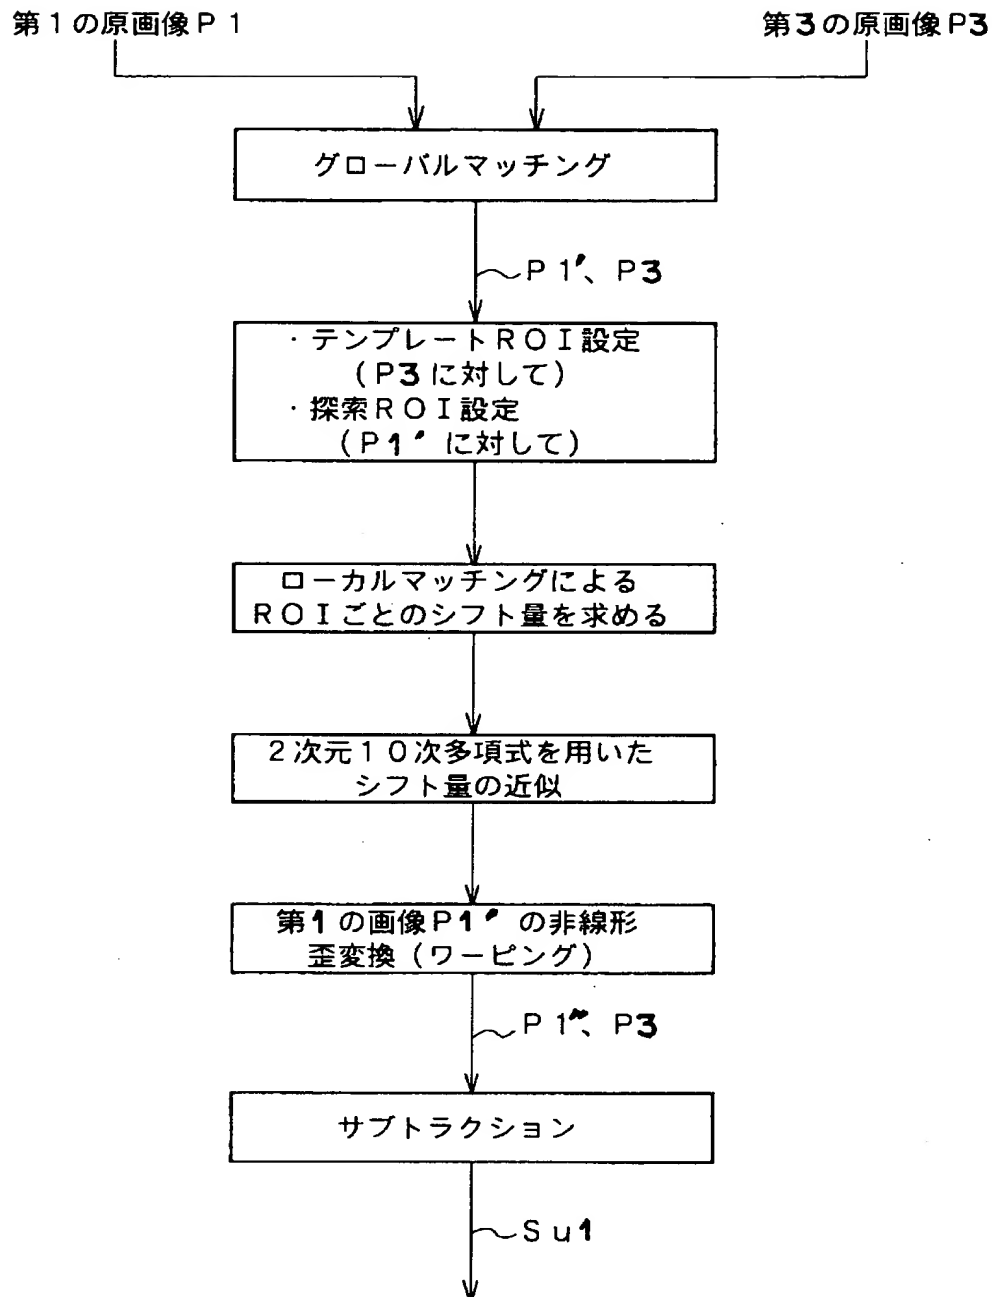 第1の原画像P1
第3の原画像P3
グローバルマッチング
P1′、P3
・テンプレートROI設定
(P3に対して)
・探索ROI設定
(P1′に対して)
ローカルマッチングによる
ROIごとのシフト量を求める
2次元10次多項式を用いた
シフト量の近似
第1の画像P1′の非線形
歪変換(ワーピング)
P1″、P3
サブトラクション
Su1